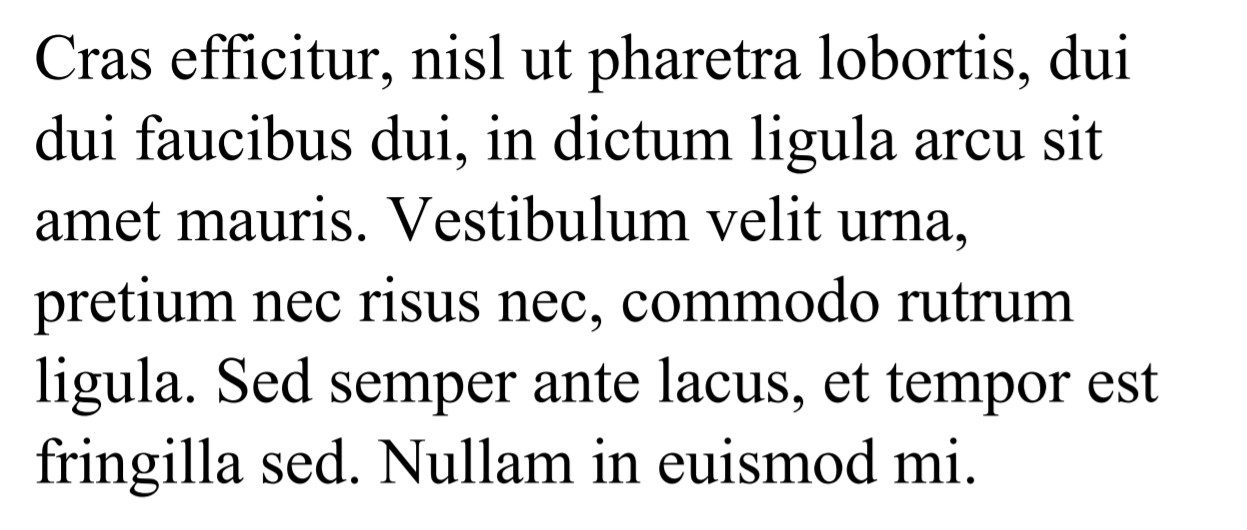 Cras efficitur, nisl ut pharetra lobortis, dui
dui faucibus dui, in dictum ligula arcu sit
amet mauris. Vestibulum velit urna,
pretium nec risus nec, commodo rutrum
ligula. Sed semper ante lacus, et tempor est
fringilla sed. Nullam in euismod mi.